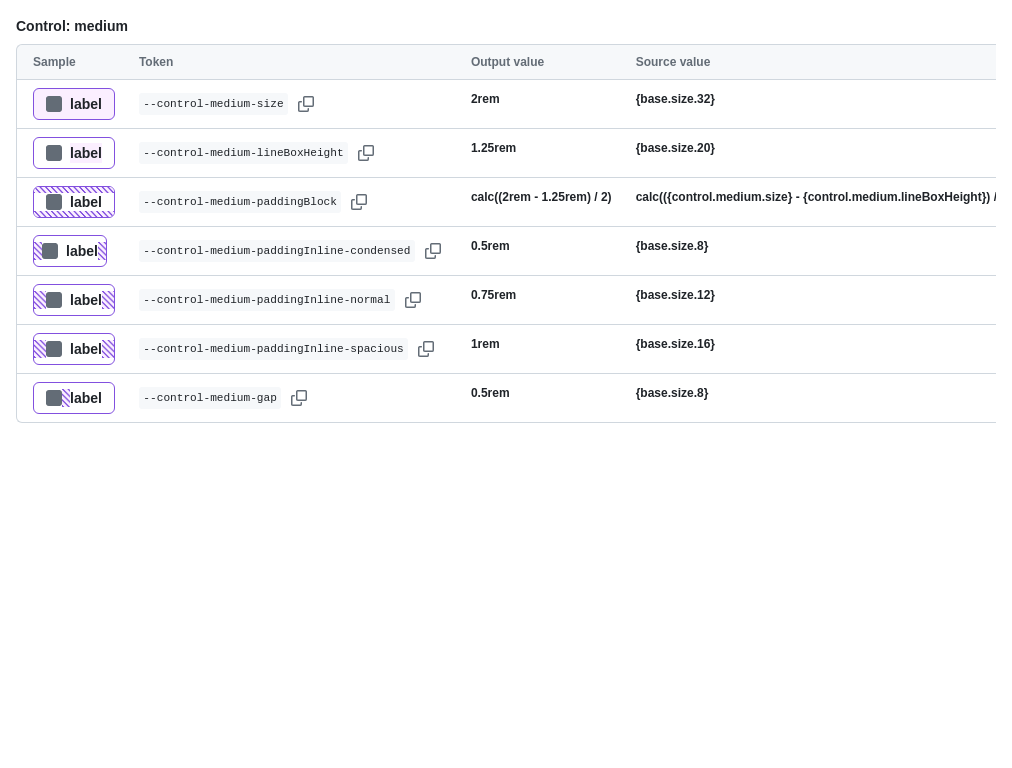 Control: medium
Sample Token Output value Source value
label --control-medium-size 2rem {base.size.32}
label --control-medium-lineBoxHeight 1.25rem {base.size.20}
label --control-medium-paddingBlock calc((2rem - 1.25rem) / 2) calc(({control.medium.size} - {control.medium.lineBoxHeight}) /
label --control-medium-paddingInline-condensed 0.5rem {base.size.8}
label --control-medium-paddingInline-normal 0.75rem {base.size.12}
label --control-medium-paddingInline-spacious 1rem {base.size.16}
label --control-medium-gap 0.5rem {base.size.8}